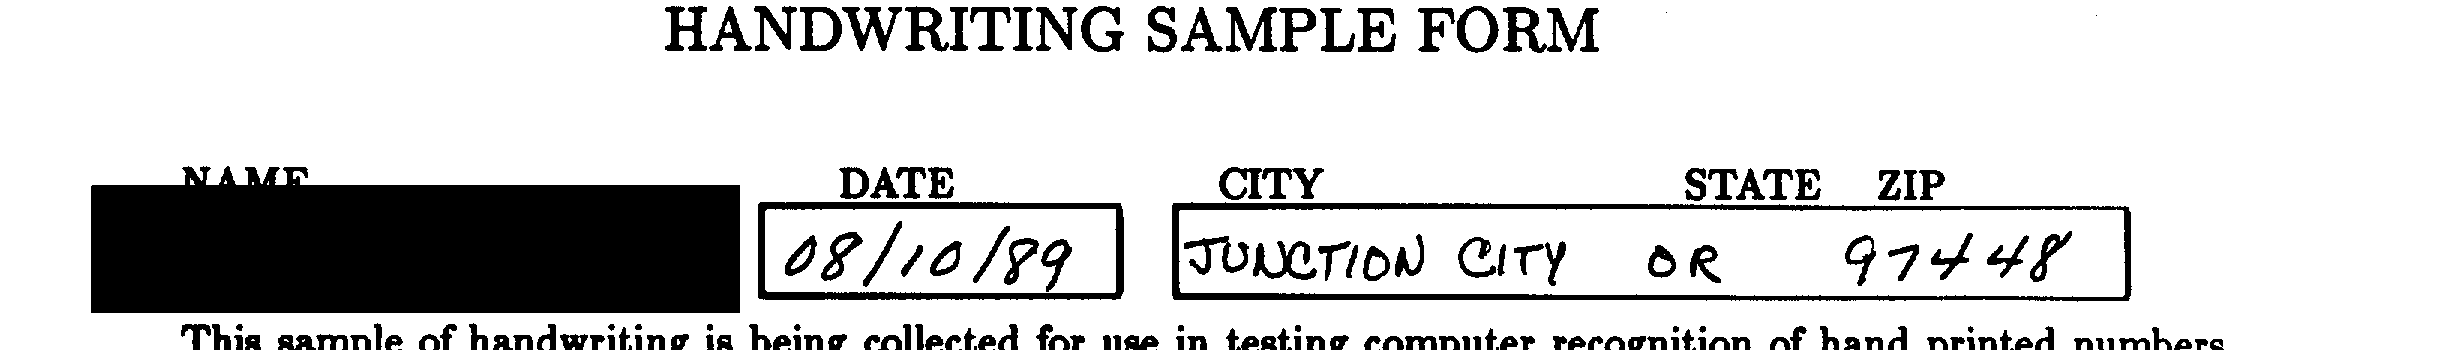 HANDWRITING SAMPLE FORM
NAME DATE CITY STATE ZIP
08/10/89 JUNCTION CITY OR 97448
This sample of handwriting is being collected for use in testing computer recognition of hand printed numbers